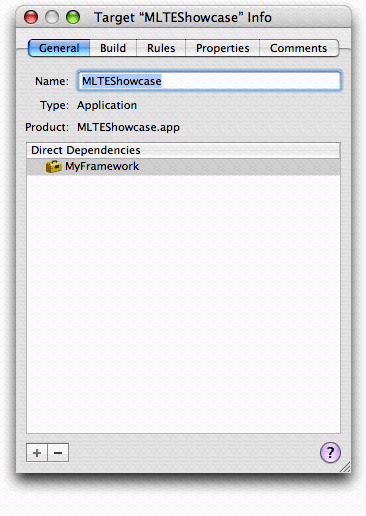 Target “MLTEShowcase” Info
General Build Rules Properties Comments
Name: MLTEShowcase
Type: Application
Product: MLTEShowcase.app
Direct Dependencies
MyFramework
+ − ?